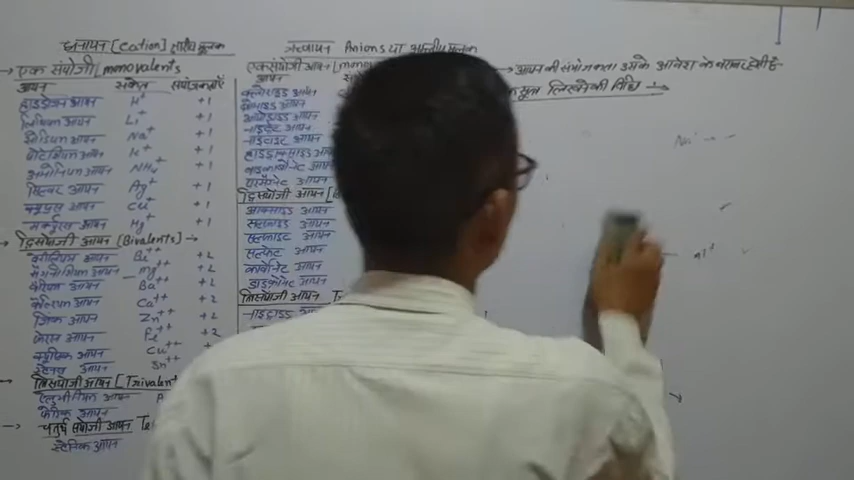 धनायन [Cation] क्षारीय मूलक
→ एक संयोजी [monovalents
आयन संकेत संयोजकताएँ
हाइड्रोजन आयन H⁺ +1
लिथियम आयन Li⁺ +1
सोडियम आयन Na⁺ +1
पोटेशियम आयन K⁺ +1
अमोनियम आयन NH₄⁺ +1
सिल्वर आयन Ag⁺ +1
क्यूप्रस आयन Cu⁺ +1
मर्क्यूरस आयन Hg⁺ +1
→ द्विसंयोजी आयन [Bivalents] →
बेरीलियम आयन Be⁺⁺ +2
मैग्नीशियम आयन mg⁺⁺ +2
बेरियम आयन Ba⁺⁺ +2
कैल्सियम आयन Ca⁺⁺ +2
जिंक आयन Zn⁺⁺ +2
फेरस आयन Fe⁺⁺ +2
क्यूप्रिक आयन Cu⁺⁺
स्टेनस आयन Sn⁺⁺
→ त्रिसंयोजी आयन [Trivalent
एलुमीनियम आयन
फेरिक आयन
→ चतुर्थ संयोजी आयन
स्टैनिक आयन
ऋणायन Anions या अम्लीय मूलक
एकसंयोजी आयन
आयन
क्लोराइड आयन
ब्रोमाइड आयन
आयोडाइड आयन
नाइट्रेट आयन
नाइट्राइट आयन
हाइड्रॉक्साइड आयन
बाइकार्बोनेट आयन
परमैंगनेट आयन
द्विसंयोजी आयन
आक्साइड आयन
सल्फाइड आयन
सल्फाइट आयन
सल्फेट आयन
कार्बोनेट आयन
डाइक्रोमेट आयन
त्रिसंयोजी आयन
नाइट्राइड आयन
→ आयन की संयोजकता उसके आवेश के बराबर होती है-
सूत्र लिखने की विधि